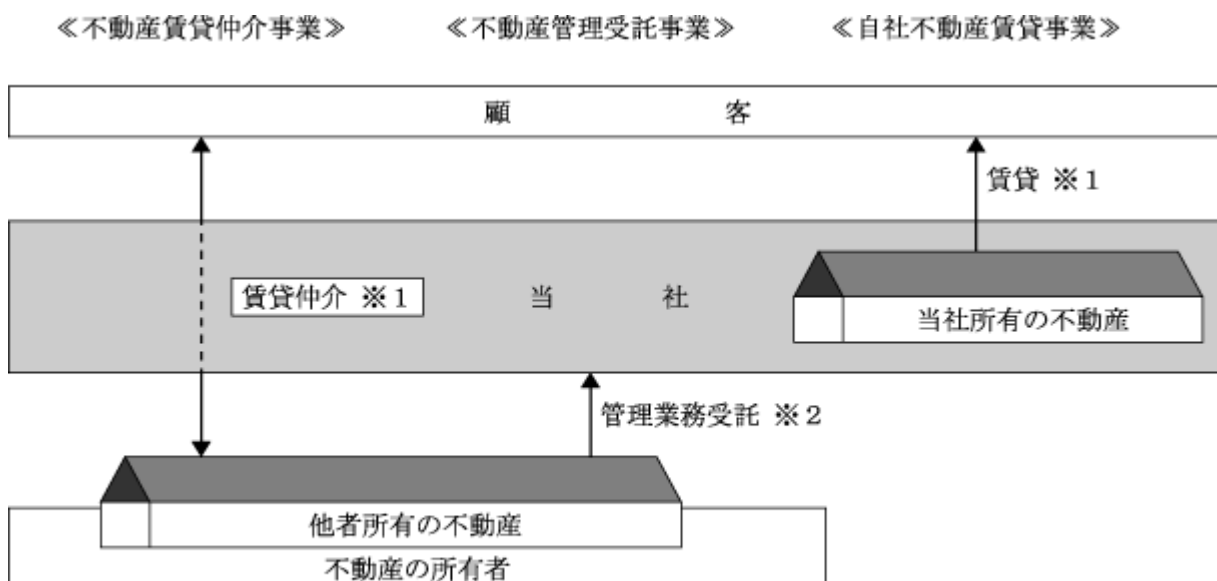 ≪不動産賃貸仲介事業≫ ≪不動産管理受託事業≫ ≪自社不動産賃貸事業≫
顧 客
賃貸 ※1
賃貸仲介 ※1
当 社
当社所有の不動産
管理業務受託 ※2
他者所有の不動産
不動産の所有者